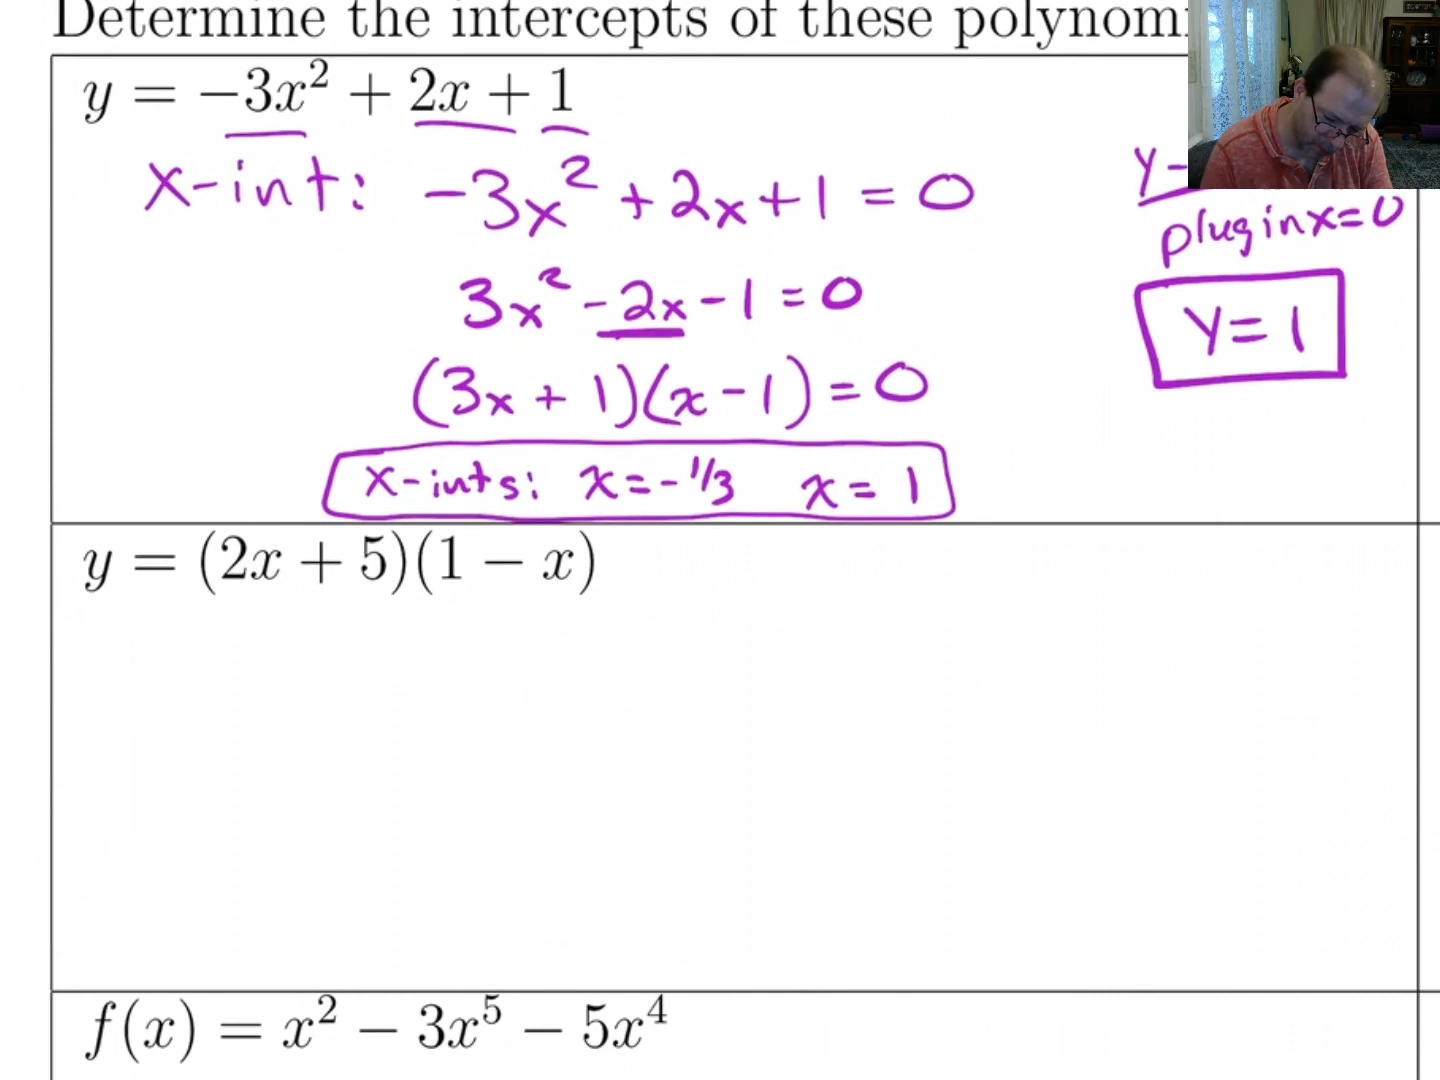 Determine the intercepts of these
y = −3x² + 2x + 1
x-int: −3x² + 2x + 1 = 0
3x² − 2x − 1 = 0
(3x + 1)(x − 1) = 0
x-ints: x = −1/3 x = 1
y-
plug in x = 0
y = 1
y = (2x + 5)(1 − x)
f(x) = x² − 3x⁵ − 5x⁴